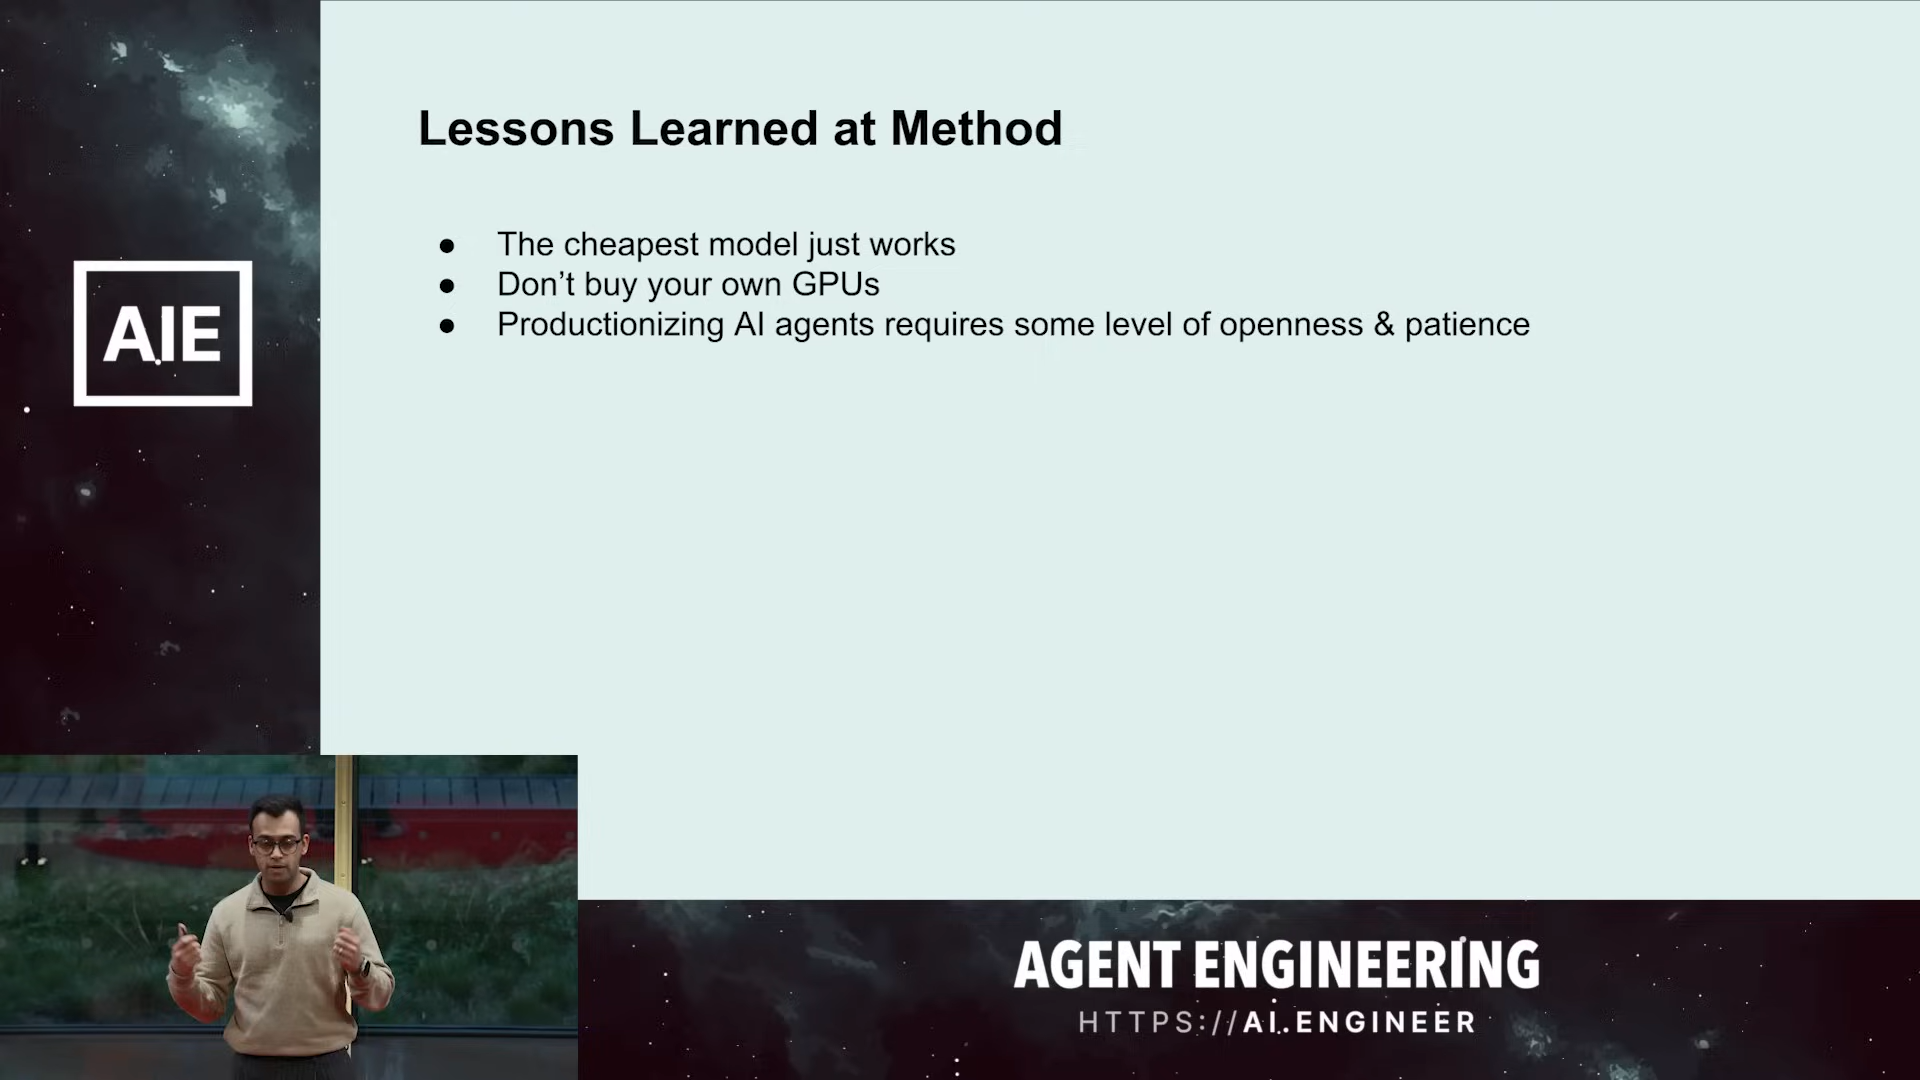 Lessons Learned at Method
● The cheapest model just works
● Don’t buy your own GPUs
● Productionizing AI agents requires some level of openness & patience
AIE
AGENT ENGINEERING
HTTPS://AI.ENGINEER